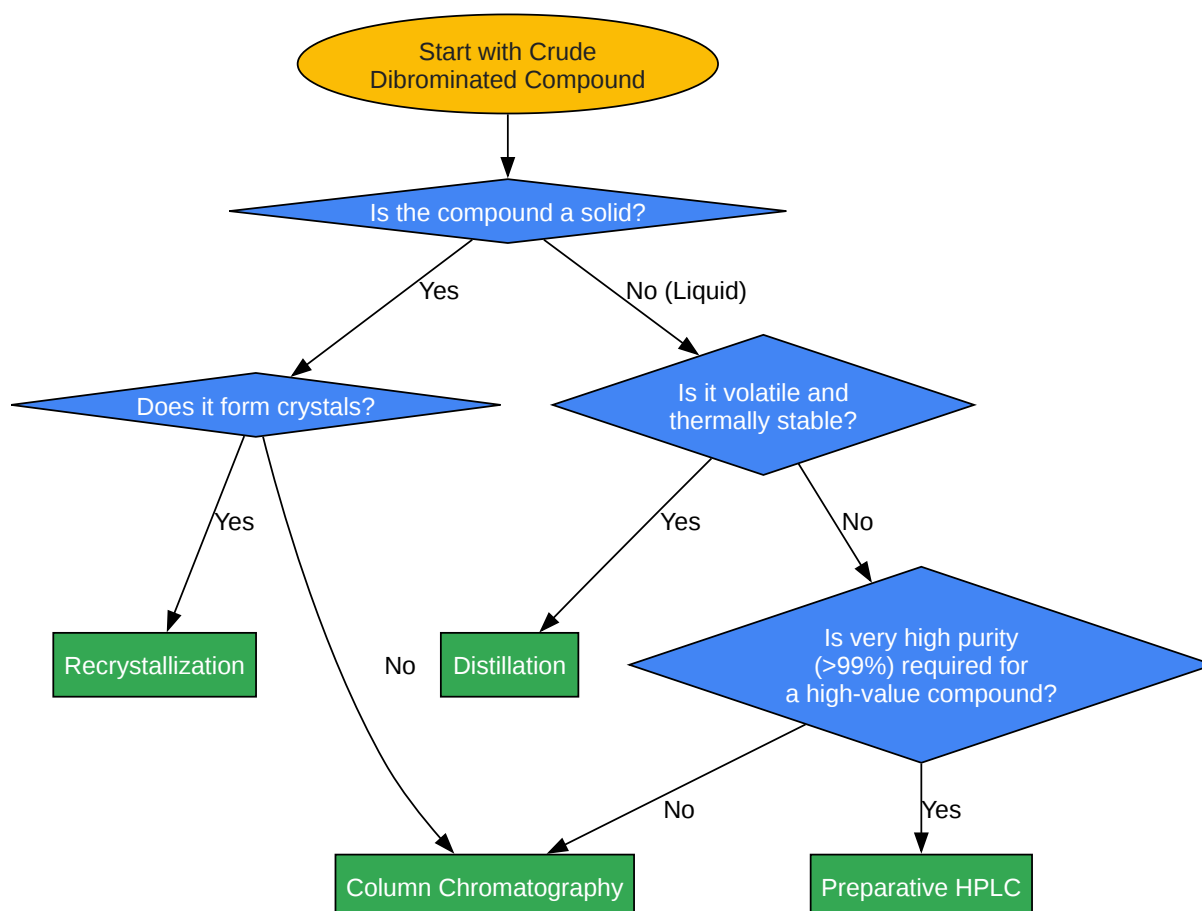 Start with Crude
Dibrominated Compound
Is the compound a solid?
Yes
No (Liquid)
Does it form crystals?
Is it volatile and
thermally stable?
Yes
Yes
No
Is very high purity
(>99%) required for
a high-value compound?
Recrystallization
No
Distillation
No
Yes
Column Chromatography
Preparative HPLC